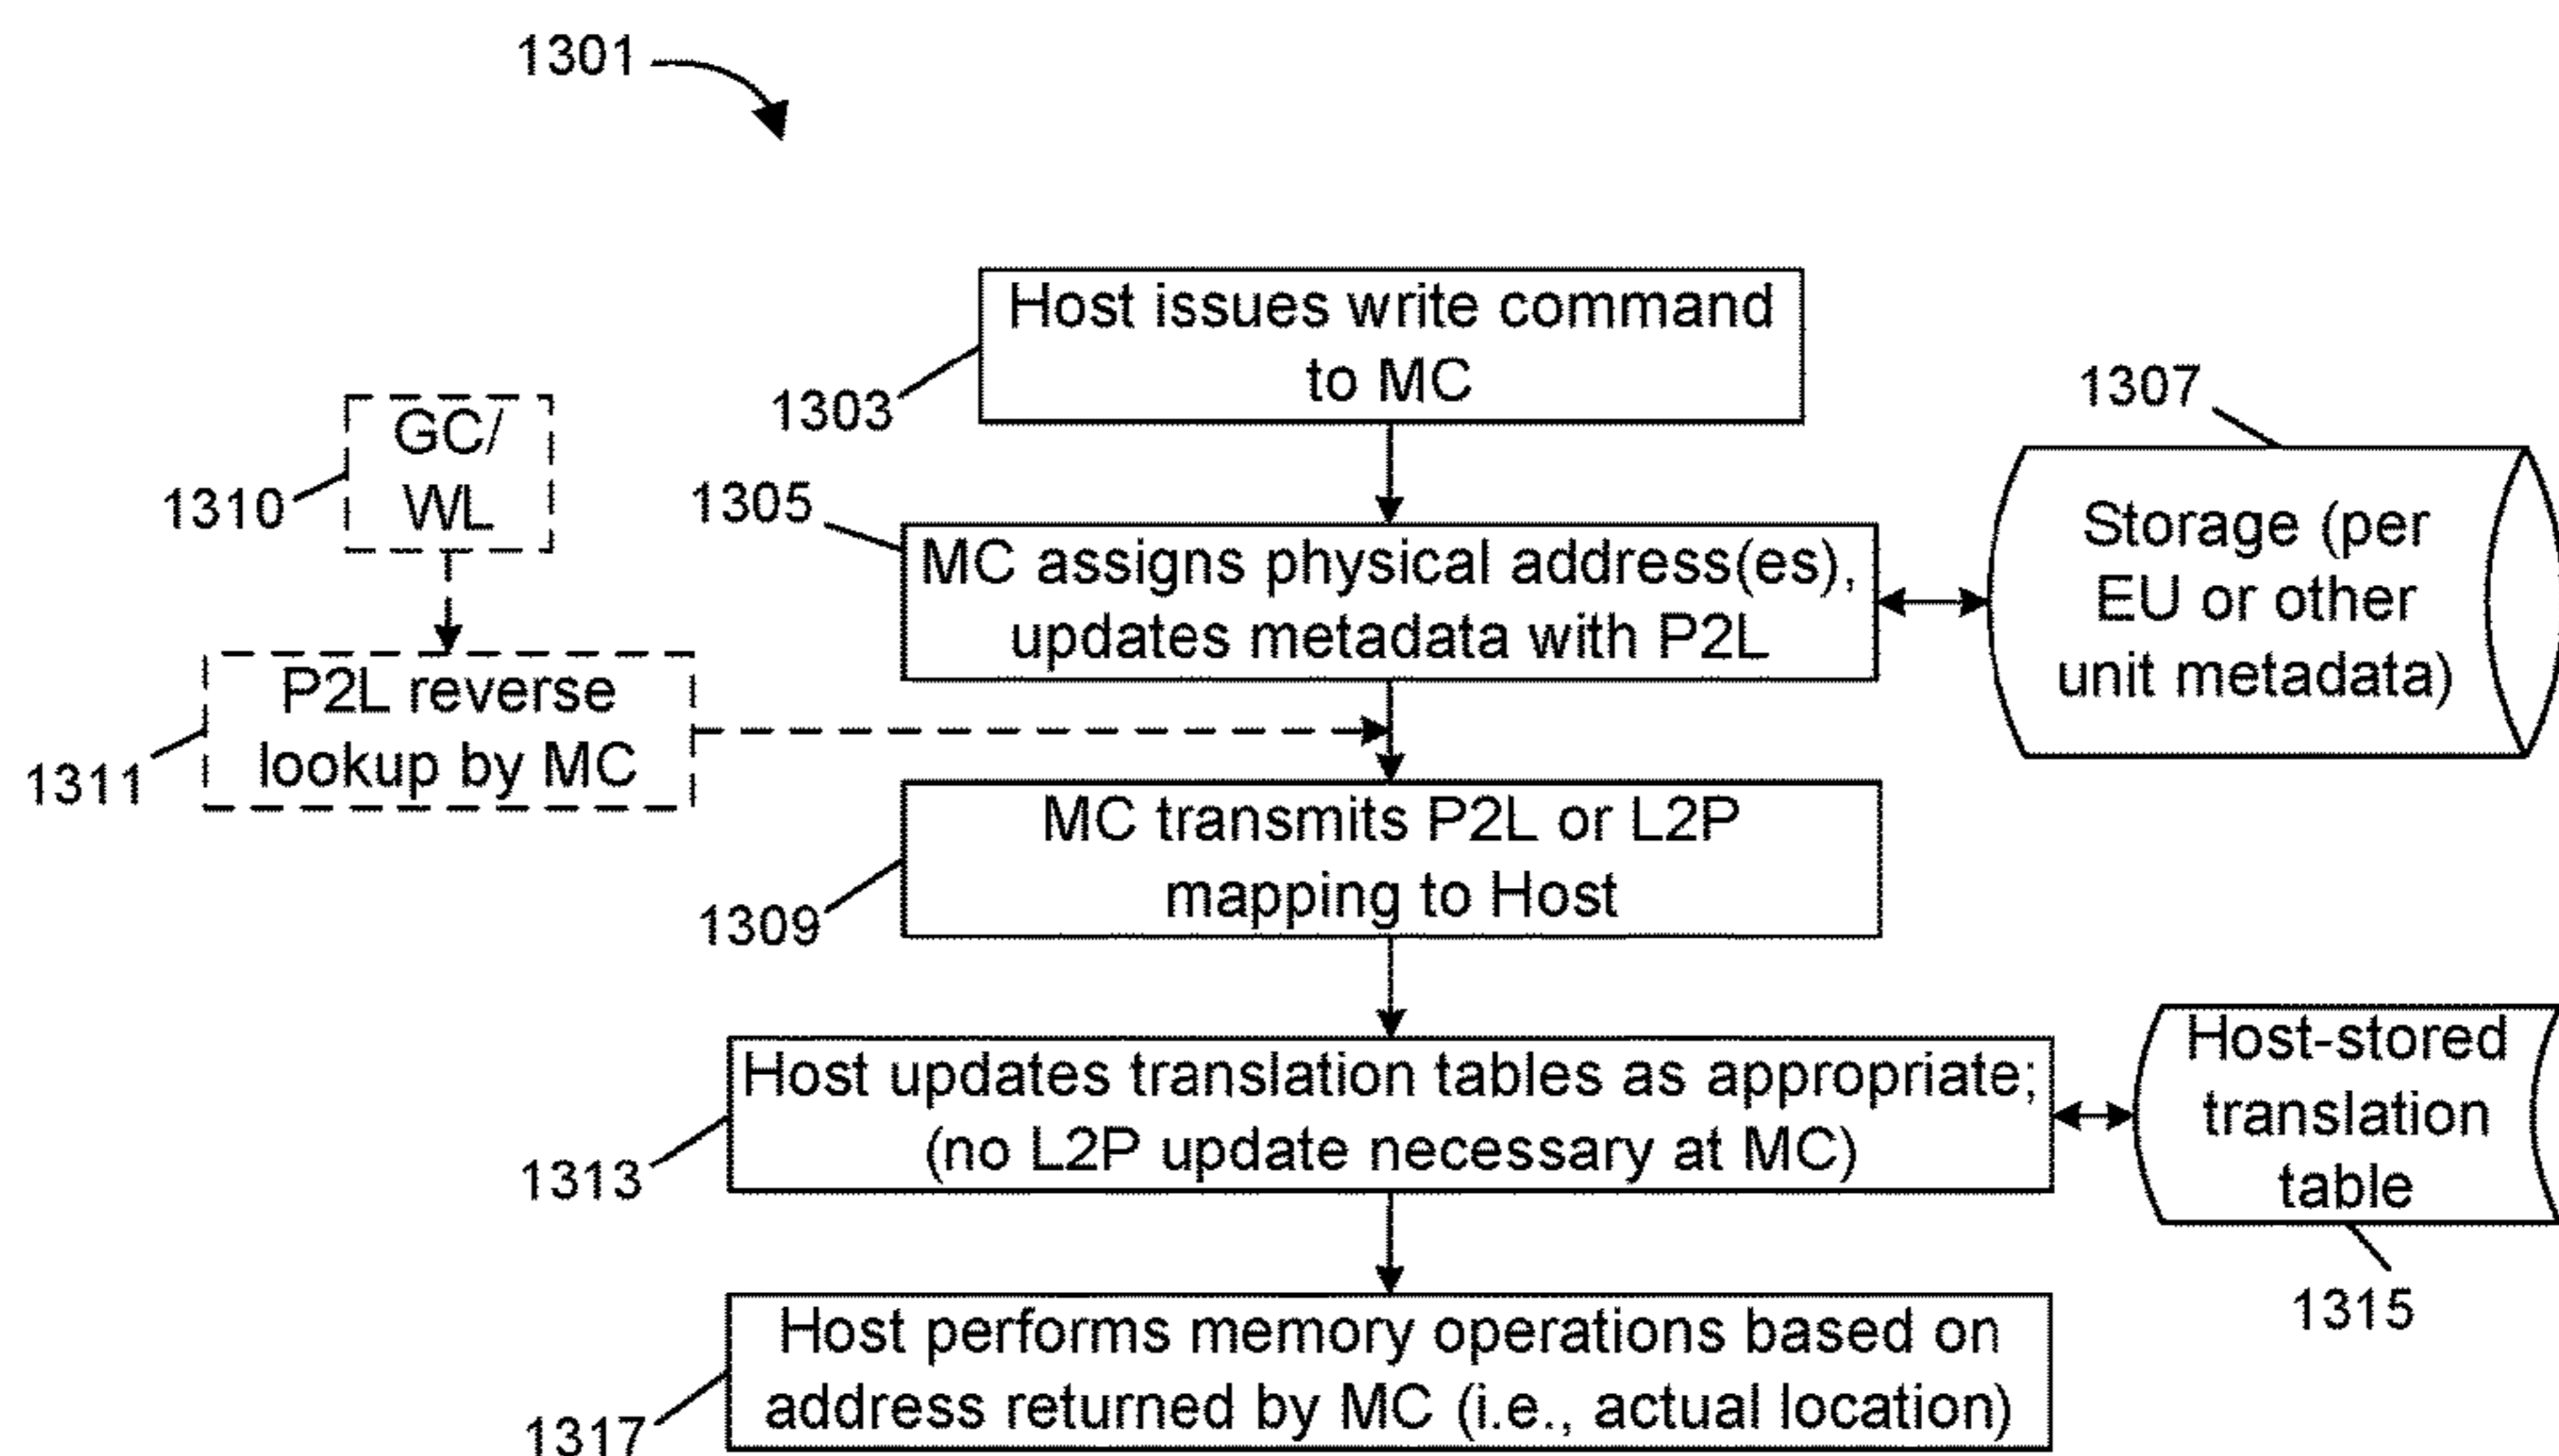 1301
Host issues write command
to MC
1303
1307
GC/
WL
1310
1305
MC assigns physical address(es),
updates metadata with P2L
Storage (per
EU or other
unit metadata)
P2L reverse
lookup by MC
1311
MC transmits P2L or L2P
mapping to Host
1309
Host updates translation tables as appropriate;
(no L2P update necessary at MC)
1313
Host-stored
translation
table
1315
Host performs memory operations based on
address returned by MC (i.e., actual location)
1317